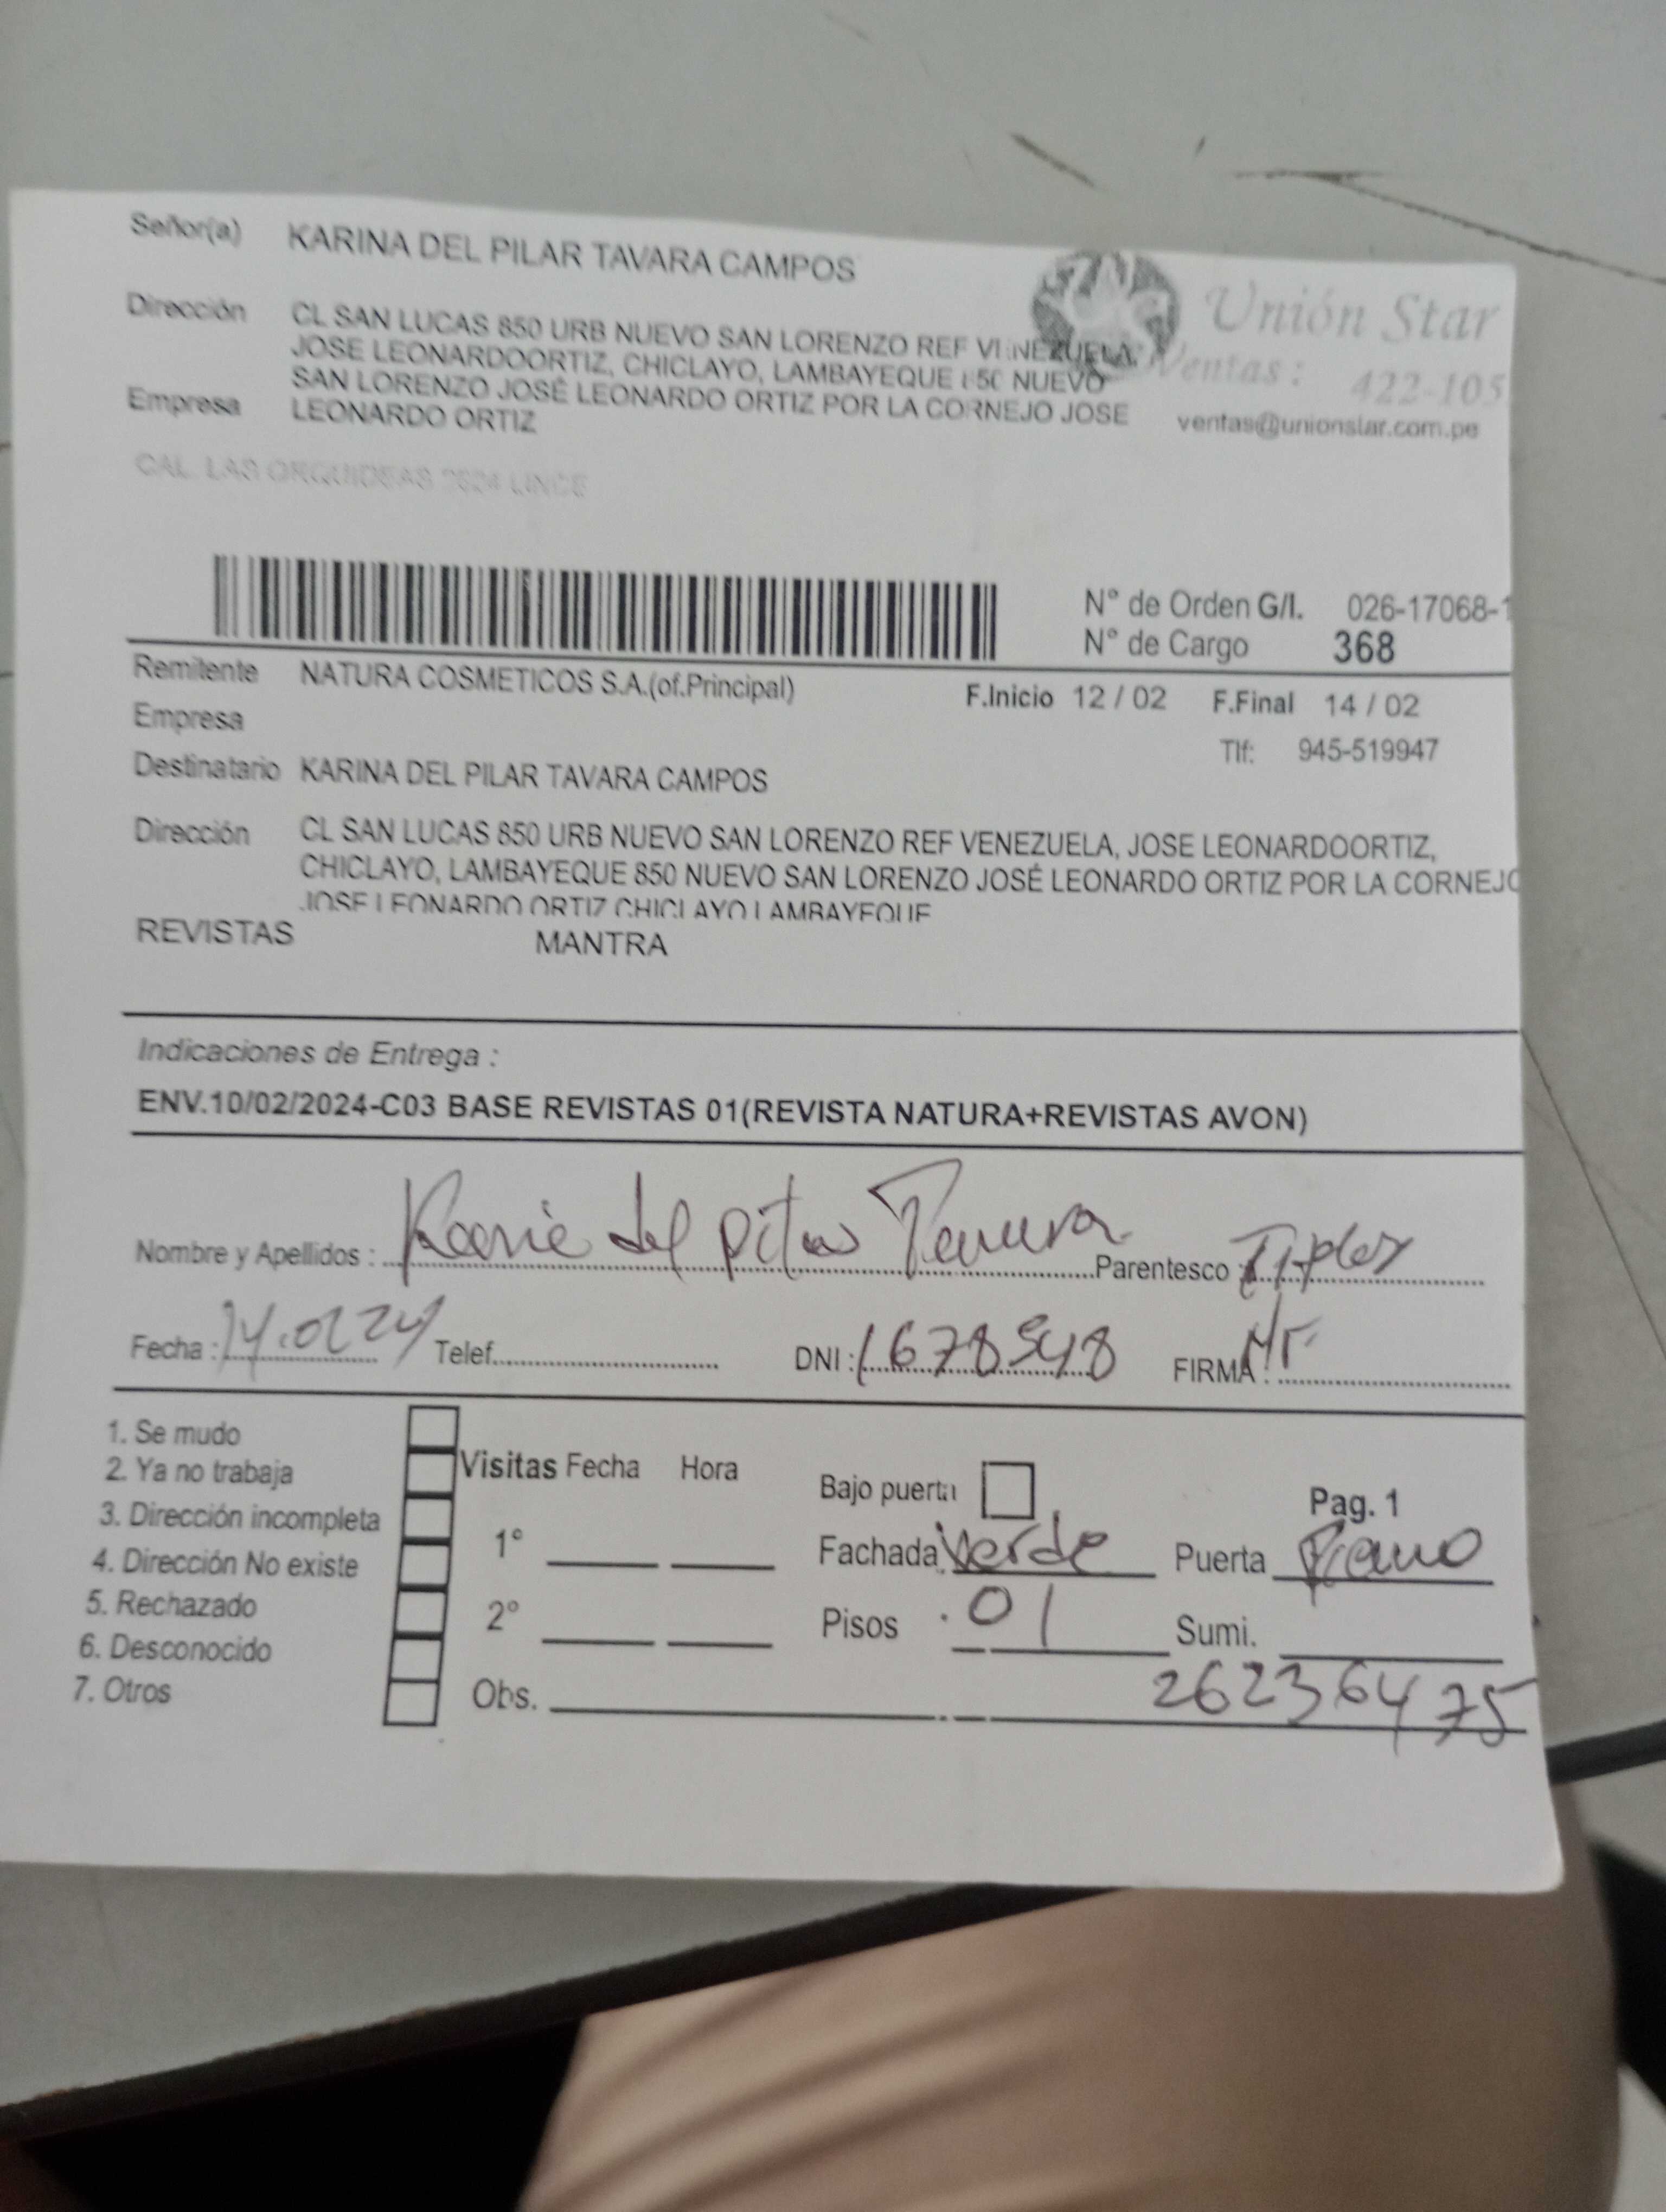 Señor(a) KARINA DEL PILAR TAVARA CAMPOS
Unión Star
Dirección CL SAN LUCAS 850 URB NUEVO SAN LORENZO REF VENEZUELA,
JOSE LEONARDOORTIZ, CHICLAYO, LAMBAYEQUE 850 NUEVO
Ventas: 422-105
SAN LORENZO JOSÉ LEONARDO ORTIZ POR LA CORNEJO JOSE
Empresa LEONARDO ORTIZ
ventas@unionstar.com.pe
CAL. LAS ORQUIDEAS 2624 LINCE
N° de Orden G/I. 026-17068-1
N° de Cargo 368
Remitente NATURA COSMETICOS S.A.(of.Principal) F.Inicio 12 / 02 F.Final 14 / 02
Empresa
Tlf: 945-519947
Destinatario KARINA DEL PILAR TAVARA CAMPOS
Dirección CL SAN LUCAS 850 URB NUEVO SAN LORENZO REF VENEZUELA, JOSE LEONARDOORTIZ,
CHICLAYO, LAMBAYEQUE 850 NUEVO SAN LORENZO JOSÉ LEONARDO ORTIZ POR LA CORNEJO
JOSE LEONARDO ORTIZ CHICLAYO LAMBAYEQUE
REVISTAS MANTRA
Indicaciones de Entrega :
ENV.10/02/2024-C03 BASE REVISTAS 01(REVISTA NATURA+REVISTAS AVON)
Nombre y Apellidos : del Pilar Parentesco :
Fecha : Telef. DNI : FIRMA :
1. Se mudo
2. Ya no trabaja
3. Dirección incompleta
4. Dirección No existe
5. Rechazado
6. Desconocido
7. Otros
Visitas Fecha Hora
1°
2°
Obs.
Bajo puerta
Pag. 1
Fachada Verde Puerta
Pisos 01 Sumi.
26236475